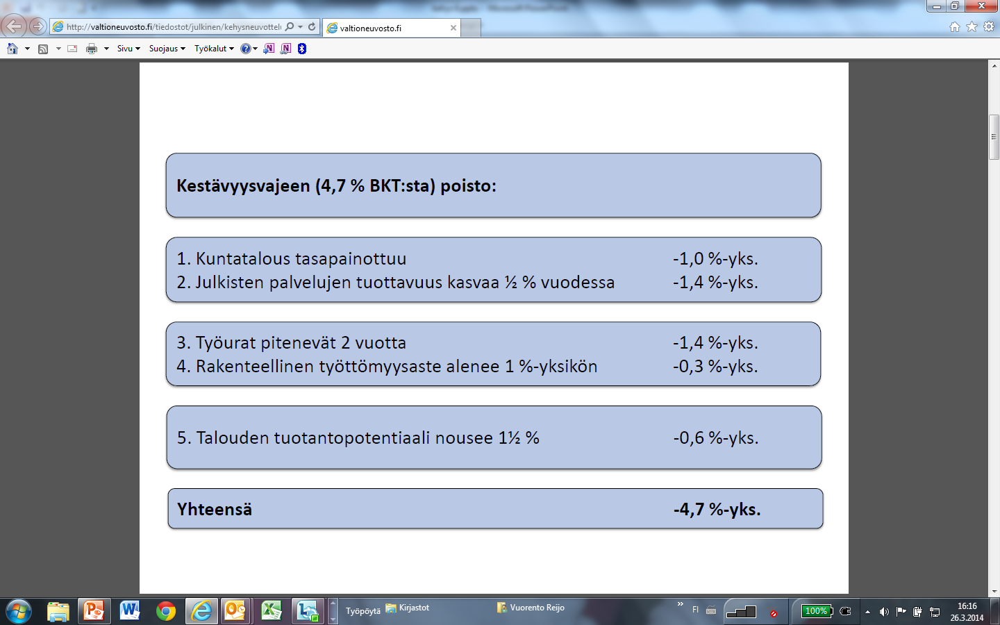 http://valtioneuvosto.fi/tiedostot/julkinen/kehysneuvottelu
valtioneuvosto.fi
Sivu Suojaus Työkalut
Kestävyysvajeen (4,7 % BKT:sta) poisto:
1. Kuntatalous tasapainottuu -1,0 %-yks.
2. Julkisten palvelujen tuottavuus kasvaa ½ % vuodessa -1,4 %-yks.
3. Työurat pitenevät 2 vuotta -1,4 %-yks.
4. Rakenteellinen työttömyysaste alenee 1 %-yksikön -0,3 %-yks.
5. Talouden tuotantopotentiaali nousee 1½ % -0,6 %-yks.
Yhteensä -4,7 %-yks.
Työpöytä Kirjastot Vuorento Reijo » FI 100% 16:16
26.3.2014